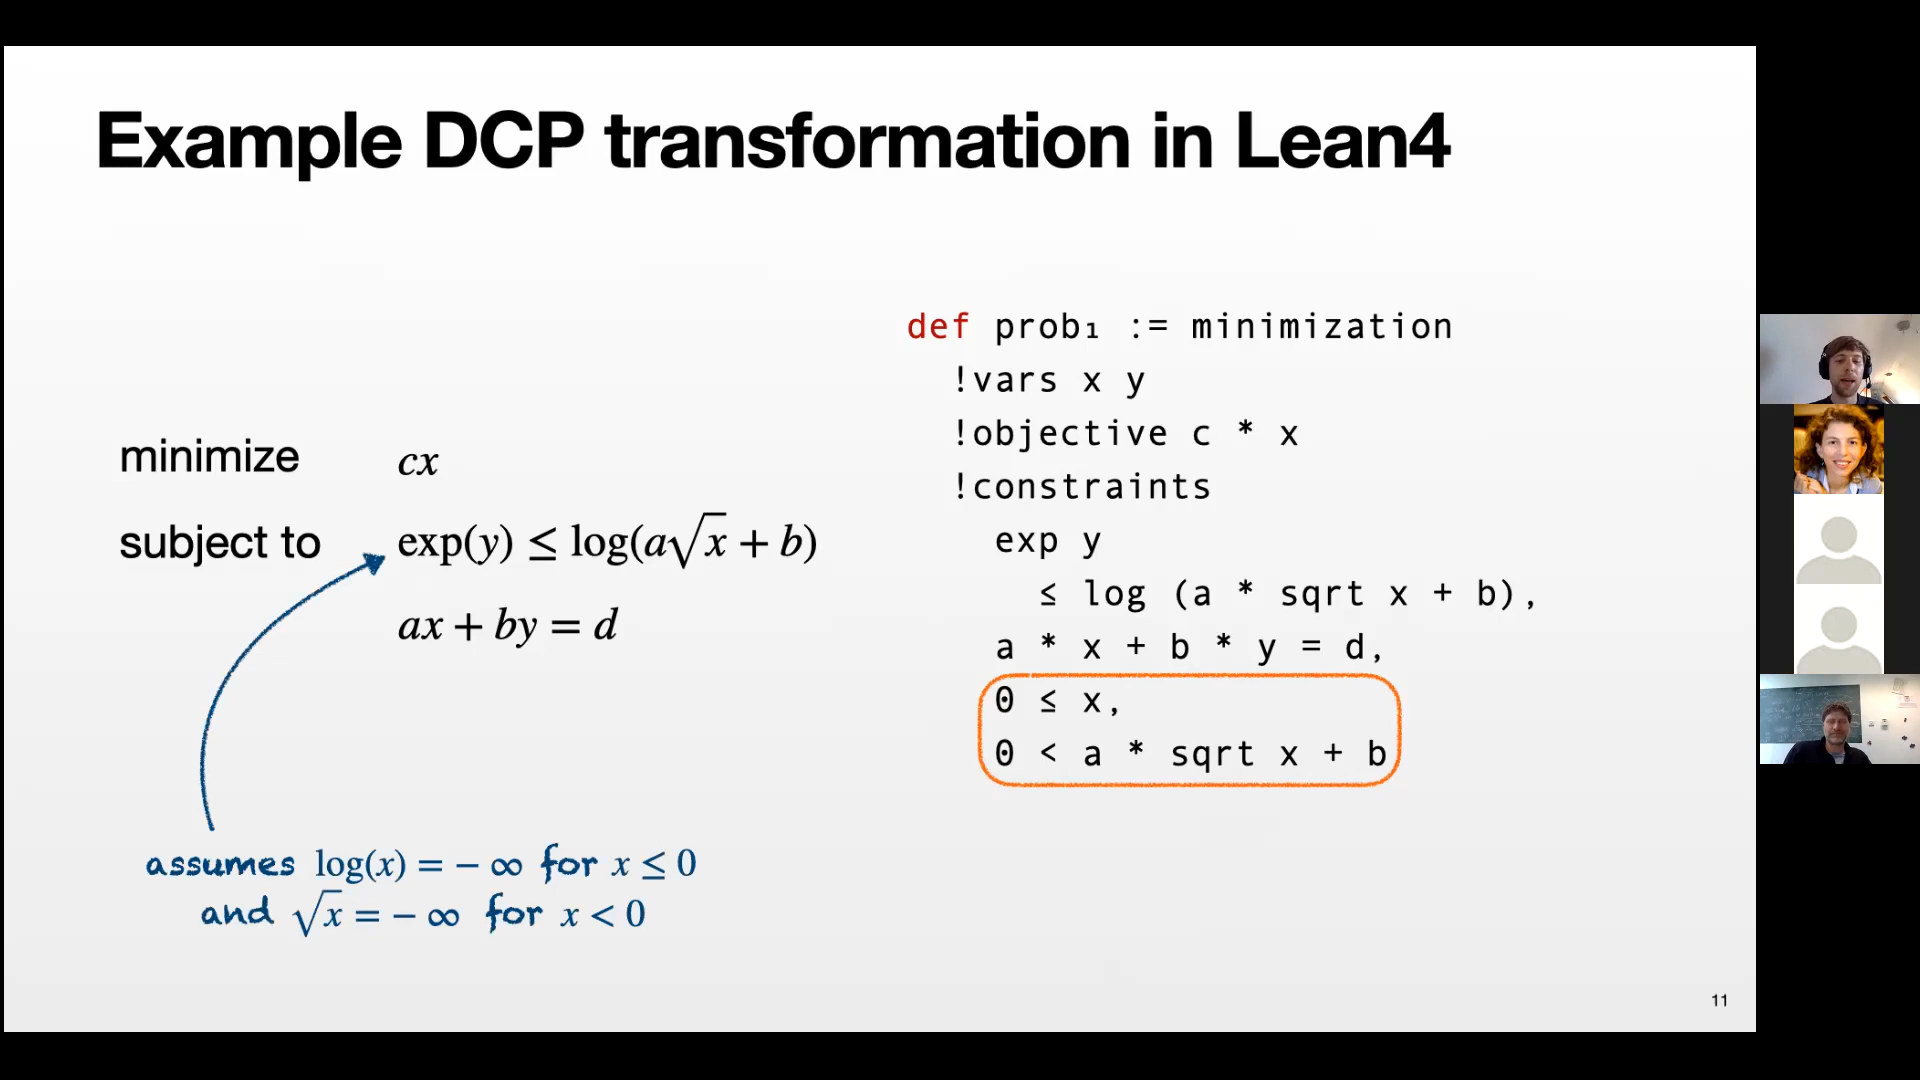 Example DCP transformation in Lean4
minimize cx
subject to exp(y) ≤ log(a√x + b)
ax + by = d
assumes log(x) = − ∞ for x ≤ 0
and √x = − ∞ for x < 0
def prob₁ := minimization
!vars x y
!objective c * x
!constraints
exp y
≤ log (a * sqrt x + b),
a * x + b * y = d,
0 ≤ x,
0 < a * sqrt x + b
11